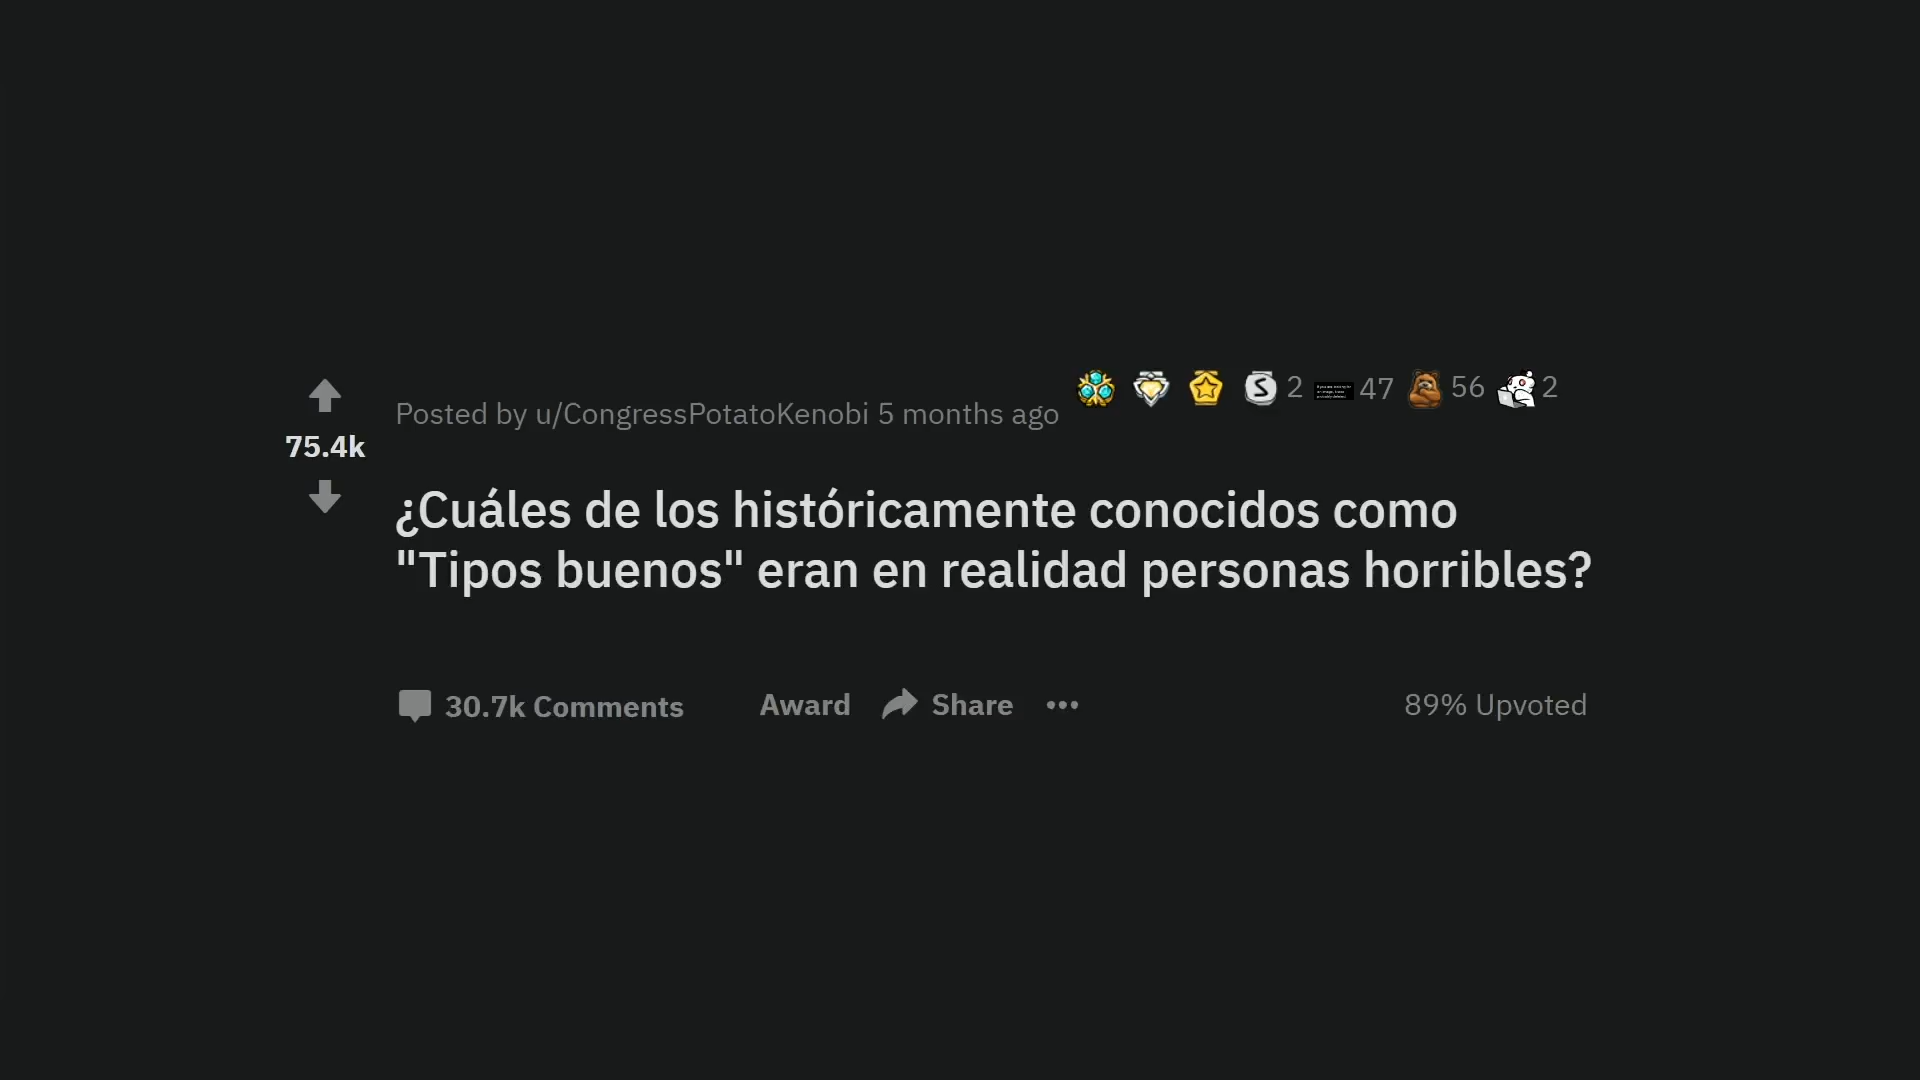 Posted by u/CongressPotatoKenobi 5 months ago
2 47 56 2
75.4k
¿Cuáles de los históricamente conocidos como
"Tipos buenos" eran en realidad personas horribles?
30.7k Comments Award Share 89% Upvoted